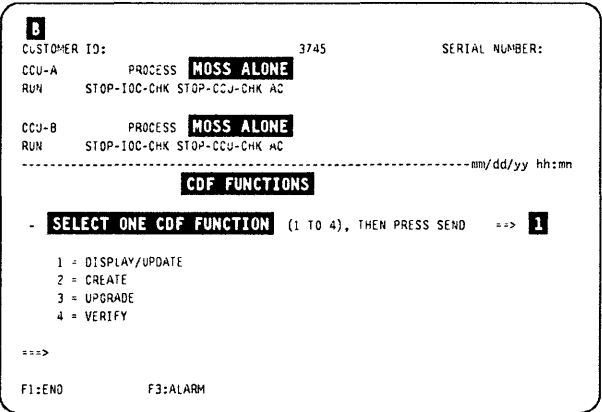 B
CUSTOMER ID: 3745 SERIAL NUMBER:
CCU-A PROCESS MOSS ALONE
RUN STOP-IOC-CHK STOP-CCU-CHK AC
CCU-B PROCESS MOSS ALONE
RUN STOP-IOC-CHK STOP-CCU-CHK AC
----------------------------------------------------------------mm/dd/yy hh:mn
CDF FUNCTIONS
- SELECT ONE CDF FUNCTION (1 TO 4), THEN PRESS SEND ==> 1
1 = DISPLAY/UPDATE
2 = CREATE
3 = UPGRADE
4 = VERIFY
===>
F1:END F3:ALARM